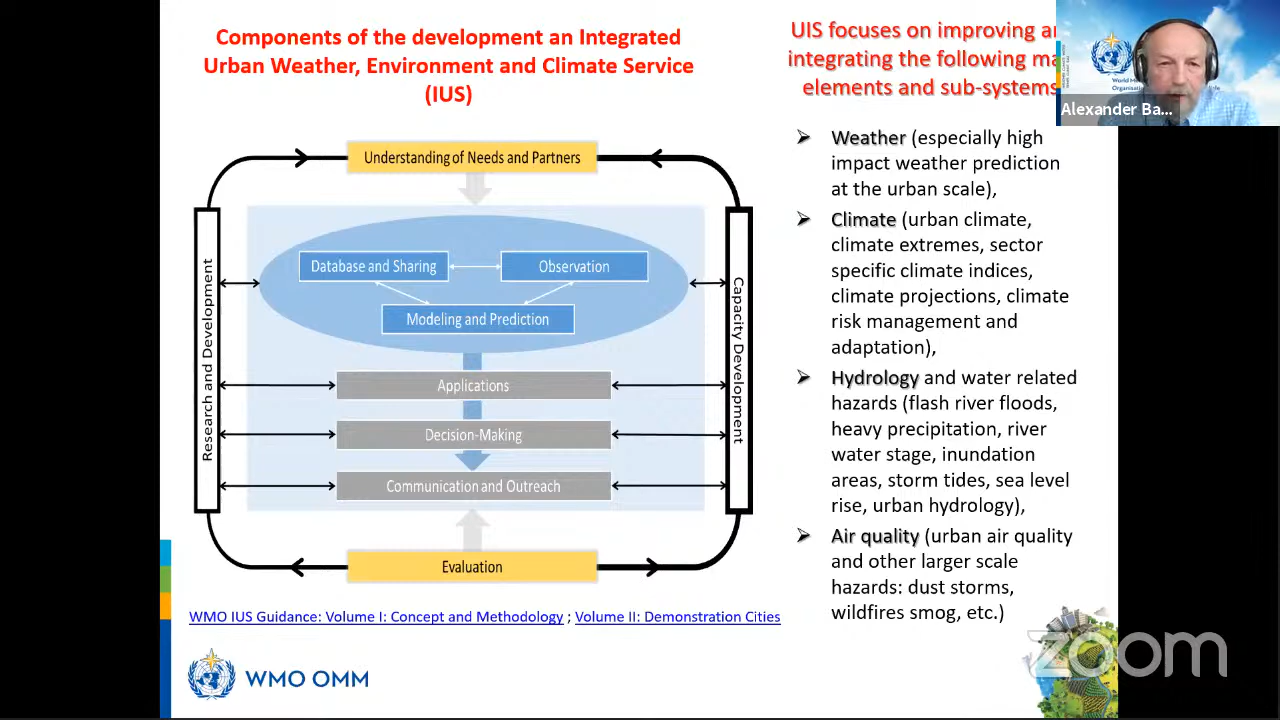 Components of the development an Integrated
Urban Weather, Environment and Climate Service
(IUS)
Understanding of Needs and Partners
Database and Sharing
Observation
Modeling and Prediction
Applications
Decision-Making
Communication and Outreach
Research and Development
Capacity Development
Evaluation
WMO IUS Guidance: Volume I: Concept and Methodology ; Volume II: Demonstration Cities
WMO OMM
UIS focuses on improving
integrating the following
elements and sub-systems
➢ Weather (especially high
impact weather prediction
at the urban scale),
➢ Climate (urban climate,
climate extremes, sector
specific climate indices,
climate projections, climate
risk management and
adaptation),
➢ Hydrology and water related
hazards (flash river floods,
heavy precipitation, river
water stage, inundation
areas, storm tides, sea level
rise, urban hydrology),
➢ Air quality (urban air quality
and other larger scale
hazards: dust storms,
wildfires smog, etc.)
Alexander Ba...
zoom